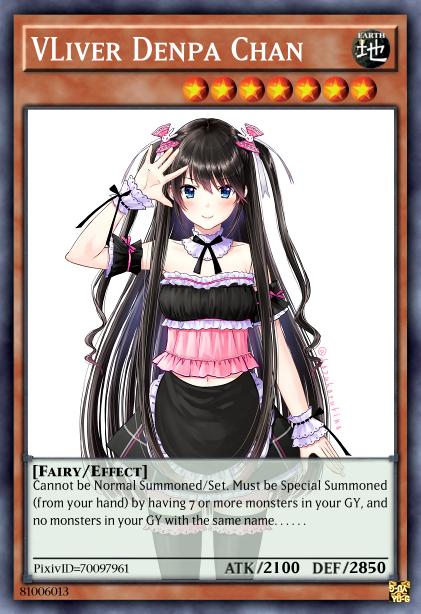 VLiver Denpa Chan
EARTH
地
[Fairy/Effect]
Cannot be Normal Summoned/Set. Must be Special Summoned
(from your hand) by having 7 or more monsters in your GY, and
no monsters in your GY with the same name. . . . . .
PixivID=70097961
ATK/2100 DEF/2850
81006013